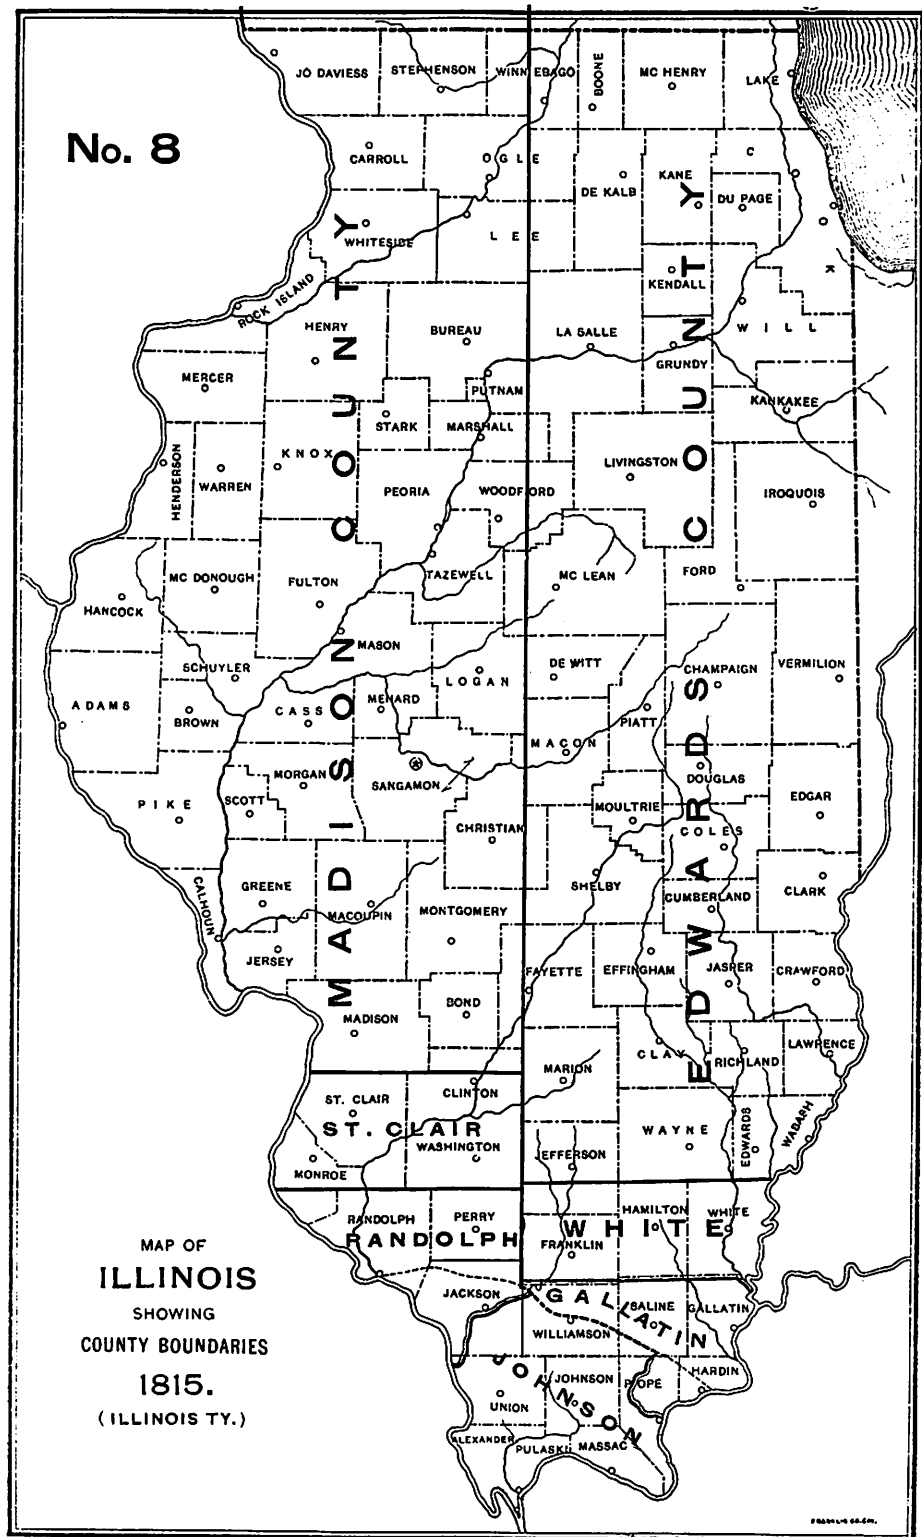 No. 8
JO DAVIESS
STEPHENSON
WINNEBAGO
BOONE
MC HENRY
LAKE
CARROLL
OGLE
DE KALB
KANE
C
DU PAGE
WHITESIDE
LEE
KENDALL
K
ROCK ISLAND
HENRY
BUREAU
LA SALLE
GRUNDY
WILL
MERCER
PUTNAM
KANKAKEE
STARK
MARSHALL
HENDERSON
WARREN
KNOX
PEORIA
WOODFORD
LIVINGSTON
IROQUOIS
HANCOCK
MC DONOUGH
FULTON
TAZEWELL
MC LEAN
FORD
SCHUYLER
MASON
ADAMS
BROWN
CASS
MENARD
LOGAN
DE WITT
PIATT
CHAMPAIGN
VERMILION
PIKE
SCOTT
MORGAN
SANGAMON
MACON
MOULTRIE
DOUGLAS
EDGAR
CHRISTIAN
COLES
CALHOUN
GREENE
MACOUPIN
MONTGOMERY
SHELBY
CUMBERLAND
CLARK
JERSEY
FAYETTE
EFFINGHAM
JASPER
CRAWFORD
MADISON
BOND
MARION
CLAY
RICHLAND
LAWRENCE
MADISON COUNTY
EDWARDS COUNTY
ST. CLAIR
CLINTON
ST. CLAIR
MONROE
WASHINGTON
JEFFERSON
WAYNE
EDWARDS
WABASH
RANDOLPH
PERRY
RANDOLPH
HAMILTON
WHITE
WHITE
FRANKLIN
JACKSON
GALLATIN
WILLIAMSON
SALINE
GALLATIN
JOHNSON
UNION
JOHNSON
POPE
HARDIN
ALEXANDER
PULASKI
MASSAC
MAP OF
ILLINOIS
SHOWING
COUNTY BOUNDARIES
1815.
(ILLINOIS TY.)